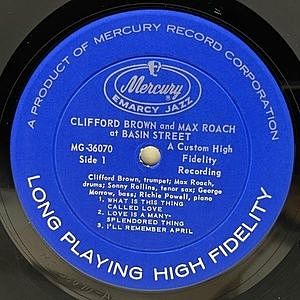 A PRODUCT OF MERCURY RECORD CORPORATION
Mercury
EMARCY JAZZ
CLIFFORD BROWN and MAX ROACH
at BASIN STREET
MG-36070
Side 1
A Custom High
Fidelity
Recording
Clifford Brown, trumpet; Max Roach,
drums; Sonny Rollins, tenor sax; George
Morrow, bass; Richie Powell, piano
1. WHAT IS THIS THING
CALLED LOVE
2. LOVE IS A MANY-
SPLENDORED THING
3. I'LL REMEMBER APRIL
LONG PLAYING HIGH FIDELITY